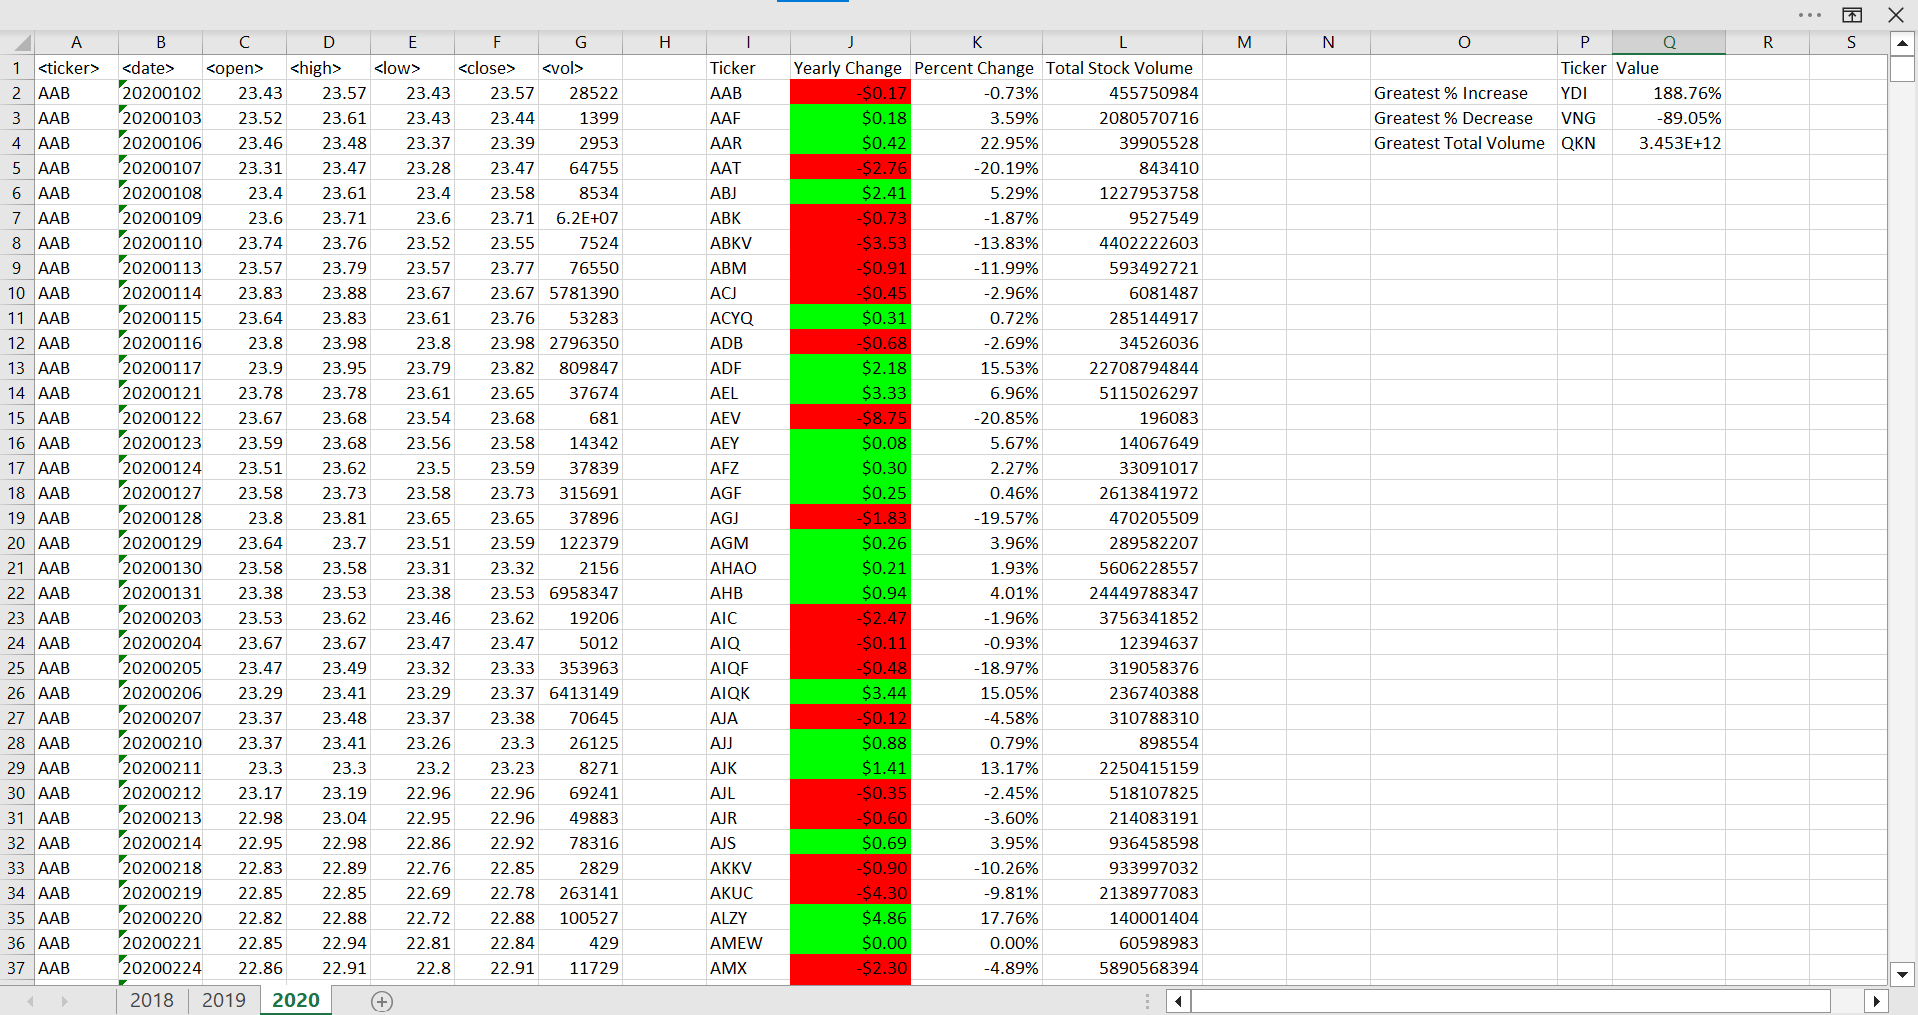 A B C D E F G H I J K L M N O P Q R S
1 <ticker> <date> <open> <high> <low> <close> <vol> Ticker Yearly Change Percent Change Total Stock Volume Ticker Value
2 AAB 20200102 23.43 23.57 23.43 23.57 28522 AAB -$0.17 -0.73% 455750984 Greatest % Increase YDI 188.76%
3 AAB 20200103 23.52 23.61 23.43 23.44 1399 AAF $0.18 3.59% 2080570716 Greatest % Decrease VNG -89.05%
4 AAB 20200106 23.46 23.48 23.37 23.39 2953 AAR $0.42 22.95% 39905528 Greatest Total Volume QKN 3.453E+12
5 AAB 20200107 23.31 23.47 23.28 23.47 64755 AAT -$2.76 -20.19% 843410
6 AAB 20200108 23.4 23.61 23.4 23.58 8534 ABJ $2.41 5.29% 1227953758
7 AAB 20200109 23.6 23.71 23.6 23.71 6.2E+07 ABK -$0.73 -1.87% 9527549
8 AAB 20200110 23.74 23.76 23.52 23.55 7524 ABKV -$3.53 -13.83% 4402222603
9 AAB 20200113 23.57 23.79 23.57 23.77 76550 ABM -$0.91 -11.99% 593492721
10 AAB 20200114 23.83 23.88 23.67 23.67 5781390 ACJ -$0.45 -2.96% 6081487
11 AAB 20200115 23.64 23.83 23.61 23.76 53283 ACYQ $0.31 0.72% 285144917
12 AAB 20200116 23.8 23.98 23.8 23.98 2796350 ADB -$0.68 -2.69% 34526036
13 AAB 20200117 23.9 23.95 23.79 23.82 809847 ADF $2.18 15.53% 22708794844
14 AAB 20200121 23.78 23.78 23.61 23.65 37674 AEL $3.33 6.96% 5115026297
15 AAB 20200122 23.67 23.68 23.54 23.68 681 AEV -$8.75 -20.85% 196083
16 AAB 20200123 23.59 23.68 23.56 23.58 14342 AEY $0.08 5.67% 14067649
17 AAB 20200124 23.51 23.62 23.5 23.59 37839 AFZ $0.30 2.27% 33091017
18 AAB 20200127 23.58 23.73 23.58 23.73 315691 AGF $0.25 0.46% 2613841972
19 AAB 20200128 23.8 23.81 23.65 23.65 37896 AGJ -$1.83 -19.57% 470205509
20 AAB 20200129 23.64 23.7 23.51 23.59 122379 AGM $0.26 3.96% 289582207
21 AAB 20200130 23.58 23.58 23.31 23.32 2156 AHAO $0.21 1.93% 5606228557
22 AAB 20200131 23.38 23.53 23.38 23.53 6958347 AHB $0.94 4.01% 24449788347
23 AAB 20200203 23.53 23.62 23.46 23.62 19206 AIC -$2.47 -1.96% 3756341852
24 AAB 20200204 23.67 23.67 23.47 23.47 5012 AIQ -$0.11 -0.93% 12394637
25 AAB 20200205 23.47 23.49 23.32 23.33 353963 AIQF -$0.48 -18.97% 319058376
26 AAB 20200206 23.29 23.41 23.29 23.37 6413149 AIQK $3.44 15.05% 236740388
27 AAB 20200207 23.37 23.48 23.37 23.38 70645 AJA -$0.12 -4.58% 310788310
28 AAB 20200210 23.37 23.41 23.26 23.3 26125 AJJ $0.88 0.79% 898554
29 AAB 20200211 23.3 23.3 23.2 23.23 8271 AJK $1.41 13.17% 2250415159
30 AAB 20200212 23.17 23.19 22.96 22.96 69241 AJL -$0.35 -2.45% 518107825
31 AAB 20200213 22.98 23.04 22.95 22.96 49883 AJR -$0.60 -3.60% 214083191
32 AAB 20200214 22.95 22.98 22.86 22.92 78316 AJS $0.69 3.95% 936458598
33 AAB 20200218 22.83 22.89 22.76 22.85 2829 AKKV -$0.90 -10.26% 933997032
34 AAB 20200219 22.85 22.85 22.69 22.78 263141 AKUC -$4.30 -9.81% 2138977083
35 AAB 20200220 22.82 22.88 22.72 22.88 100527 ALZY $4.86 17.76% 140001404
36 AAB 20200221 22.85 22.94 22.81 22.84 429 AMEW $0.00 0.00% 60598983
37 AAB 20200224 22.86 22.91 22.8 22.91 11729 AMX -$2.30 -4.89% 5890568394
2018 2019 2020